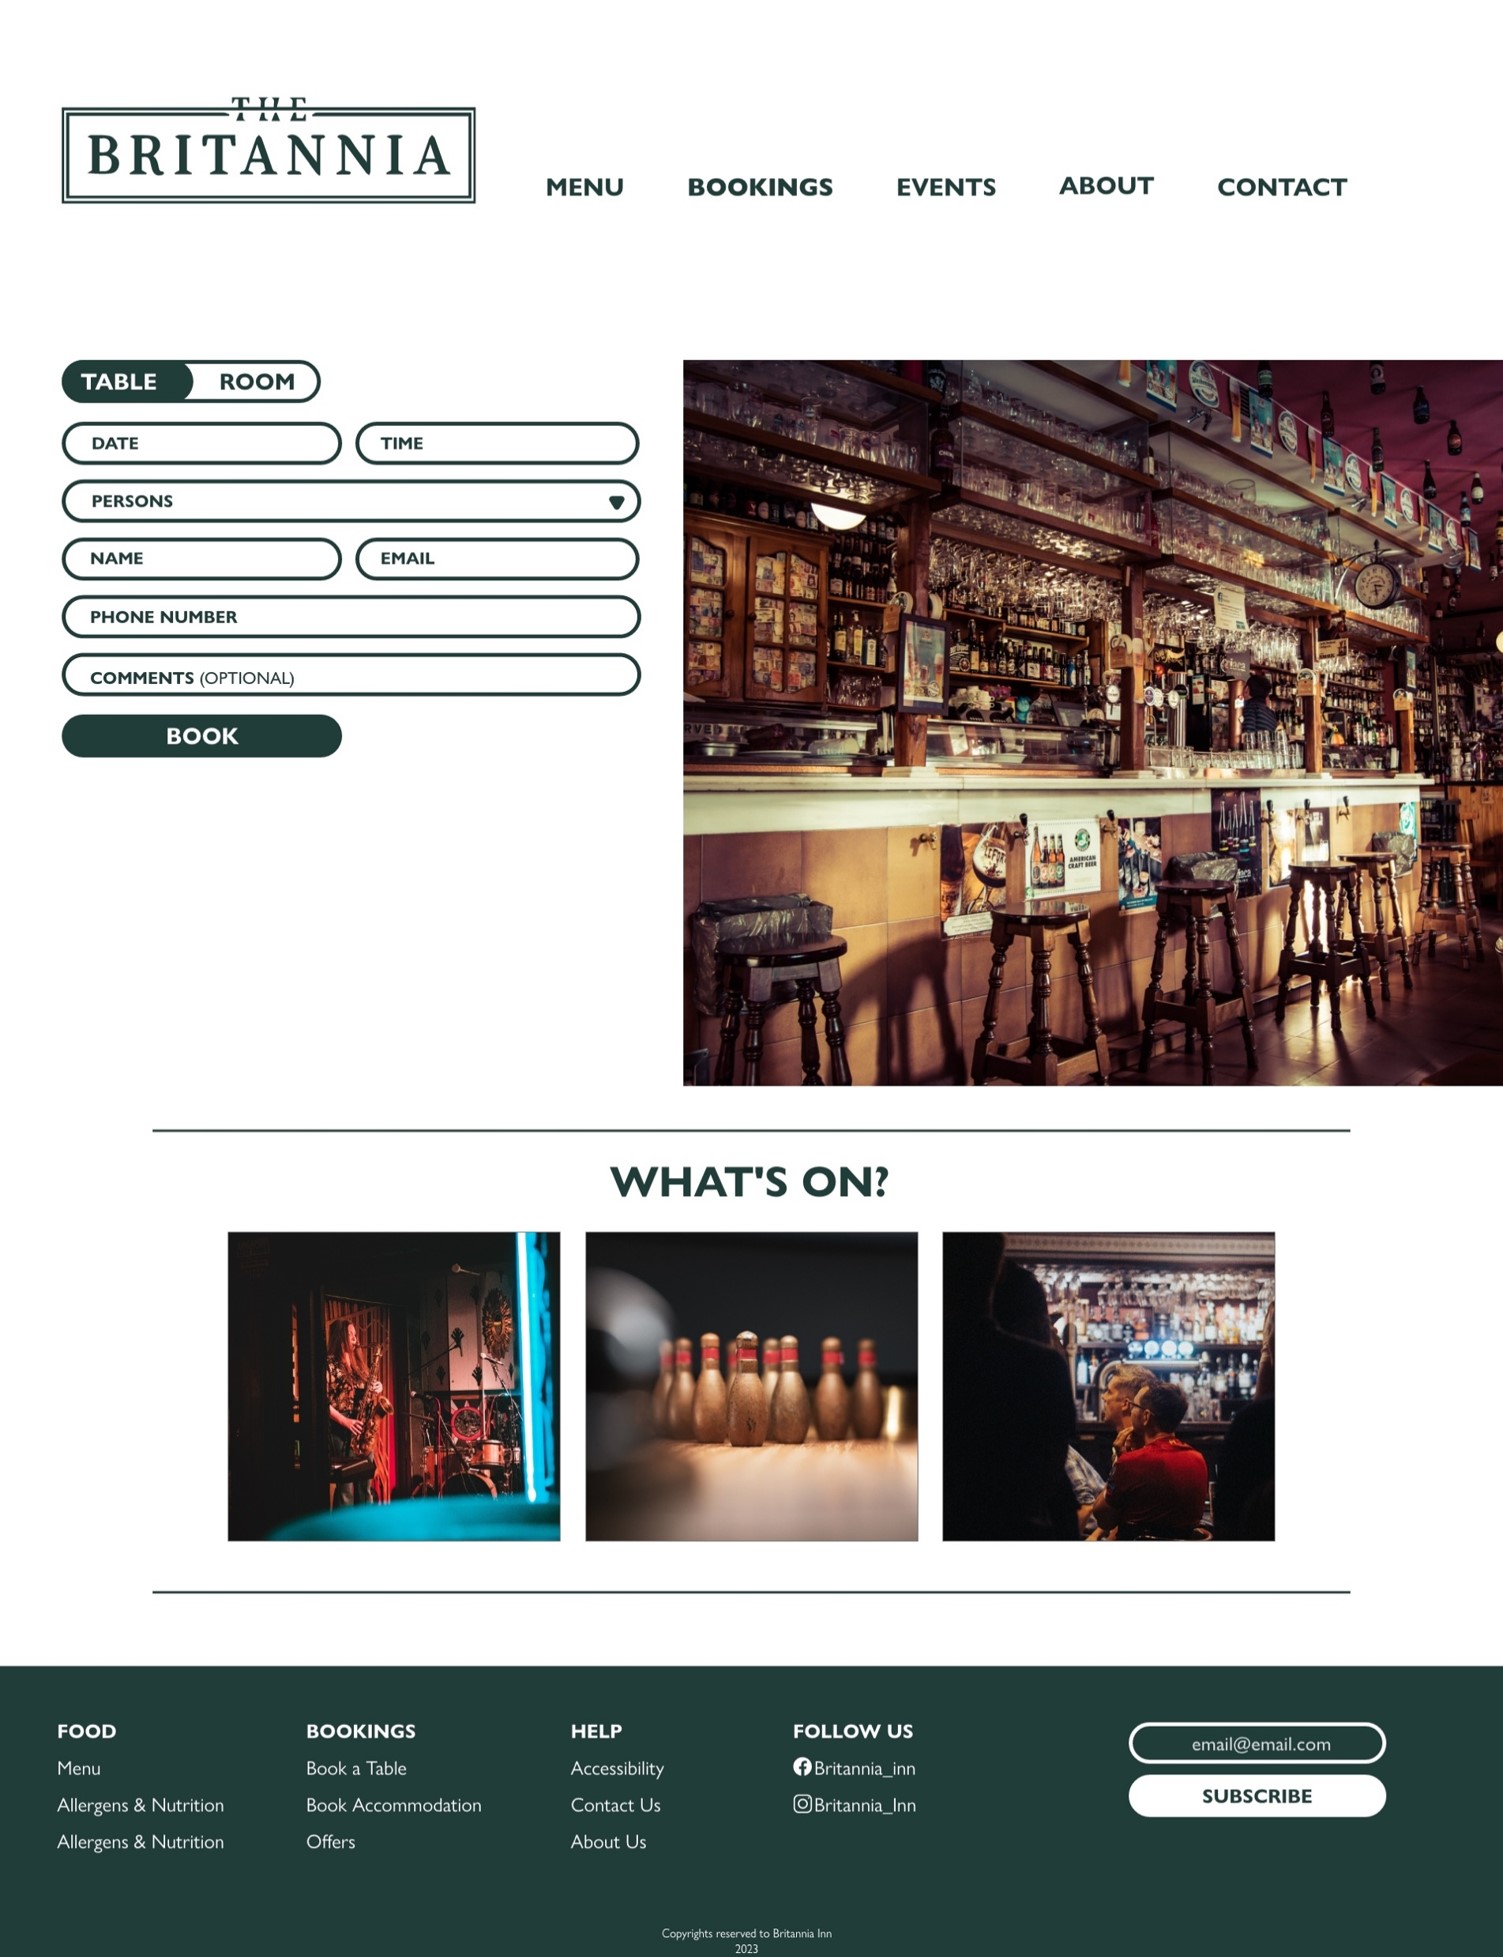 THE
BRITANNIA
MENU BOOKINGS EVENTS ABOUT CONTACT
TABLE ROOM
DATE TIME
PERSONS
NAME EMAIL
PHONE NUMBER
COMMENTS (OPTIONAL)
BOOK
AMERICAN
CRAFT BEER
WHAT'S ON?
FOOD
Menu
Allergens & Nutrition
Allergens & Nutrition
BOOKINGS
Book a Table
Book Accommodation
Offers
HELP
Accessibility
Contact Us
About Us
FOLLOW US
Britannia_inn
Britannia_Inn
email@email.com
SUBSCRIBE
Copyrights reserved to Britannia Inn
2023